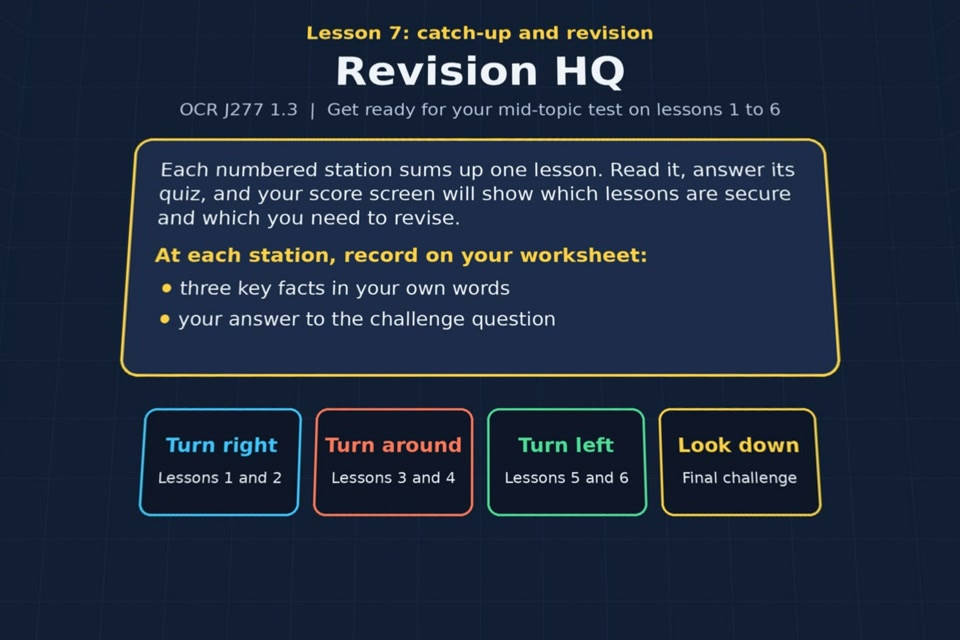 Lesson 7: catch-up and revision
Revision HQ
OCR J277 1.3 | Get ready for your mid-topic test on lessons 1 to 6
Each numbered station sums up one lesson. Read it, answer its
quiz, and your score screen will show which lessons are secure
and which you need to revise.
At each station, record on your worksheet:
• three key facts in your own words
• your answer to the challenge question
Turn right
Lessons 1 and 2
Turn around
Lessons 3 and 4
Turn left
Lessons 5 and 6
Look down
Final challenge